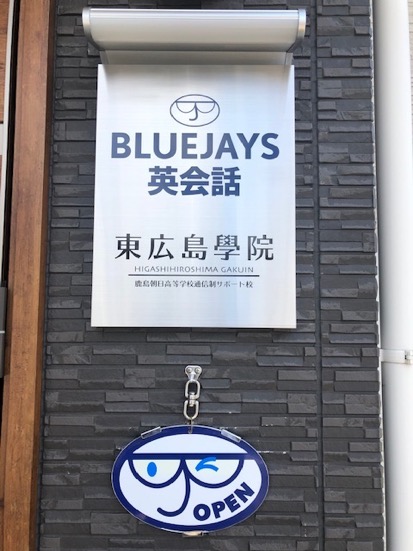 BLUEJAYS
英会話
東広島學院
HIGASHIHIROSHIMA GAKUIN
鹿島朝日高等学校通信制サポート校
OPEN